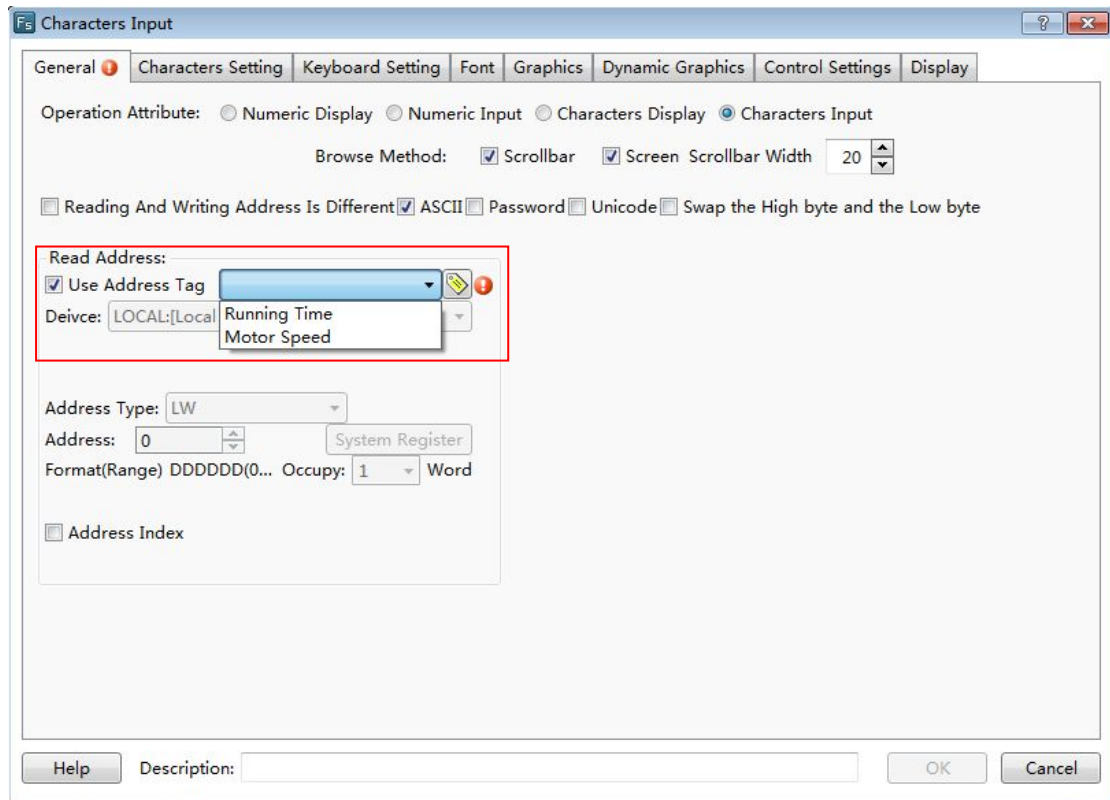 Fs Characters Input
General Characters Setting Keyboard Setting Font Graphics Dynamic Graphics Control Settings Display
Operation Attribute: Numeric Display Numeric Input Characters Display Characters Input
Browse Method: Scrollbar Screen Scrollbar Width 20
Reading And Writing Address Is Different ASCII Password Unicode Swap the High byte and the Low byte
Read Address:
Use Address Tag
Deivce: LOCAL:[Local Running Time
Motor Speed
Address Type: LW
Address: 0 System Register
Format(Range) DDDDDD(0... Occupy: 1 Word
Address Index
Help Description: OK Cancel